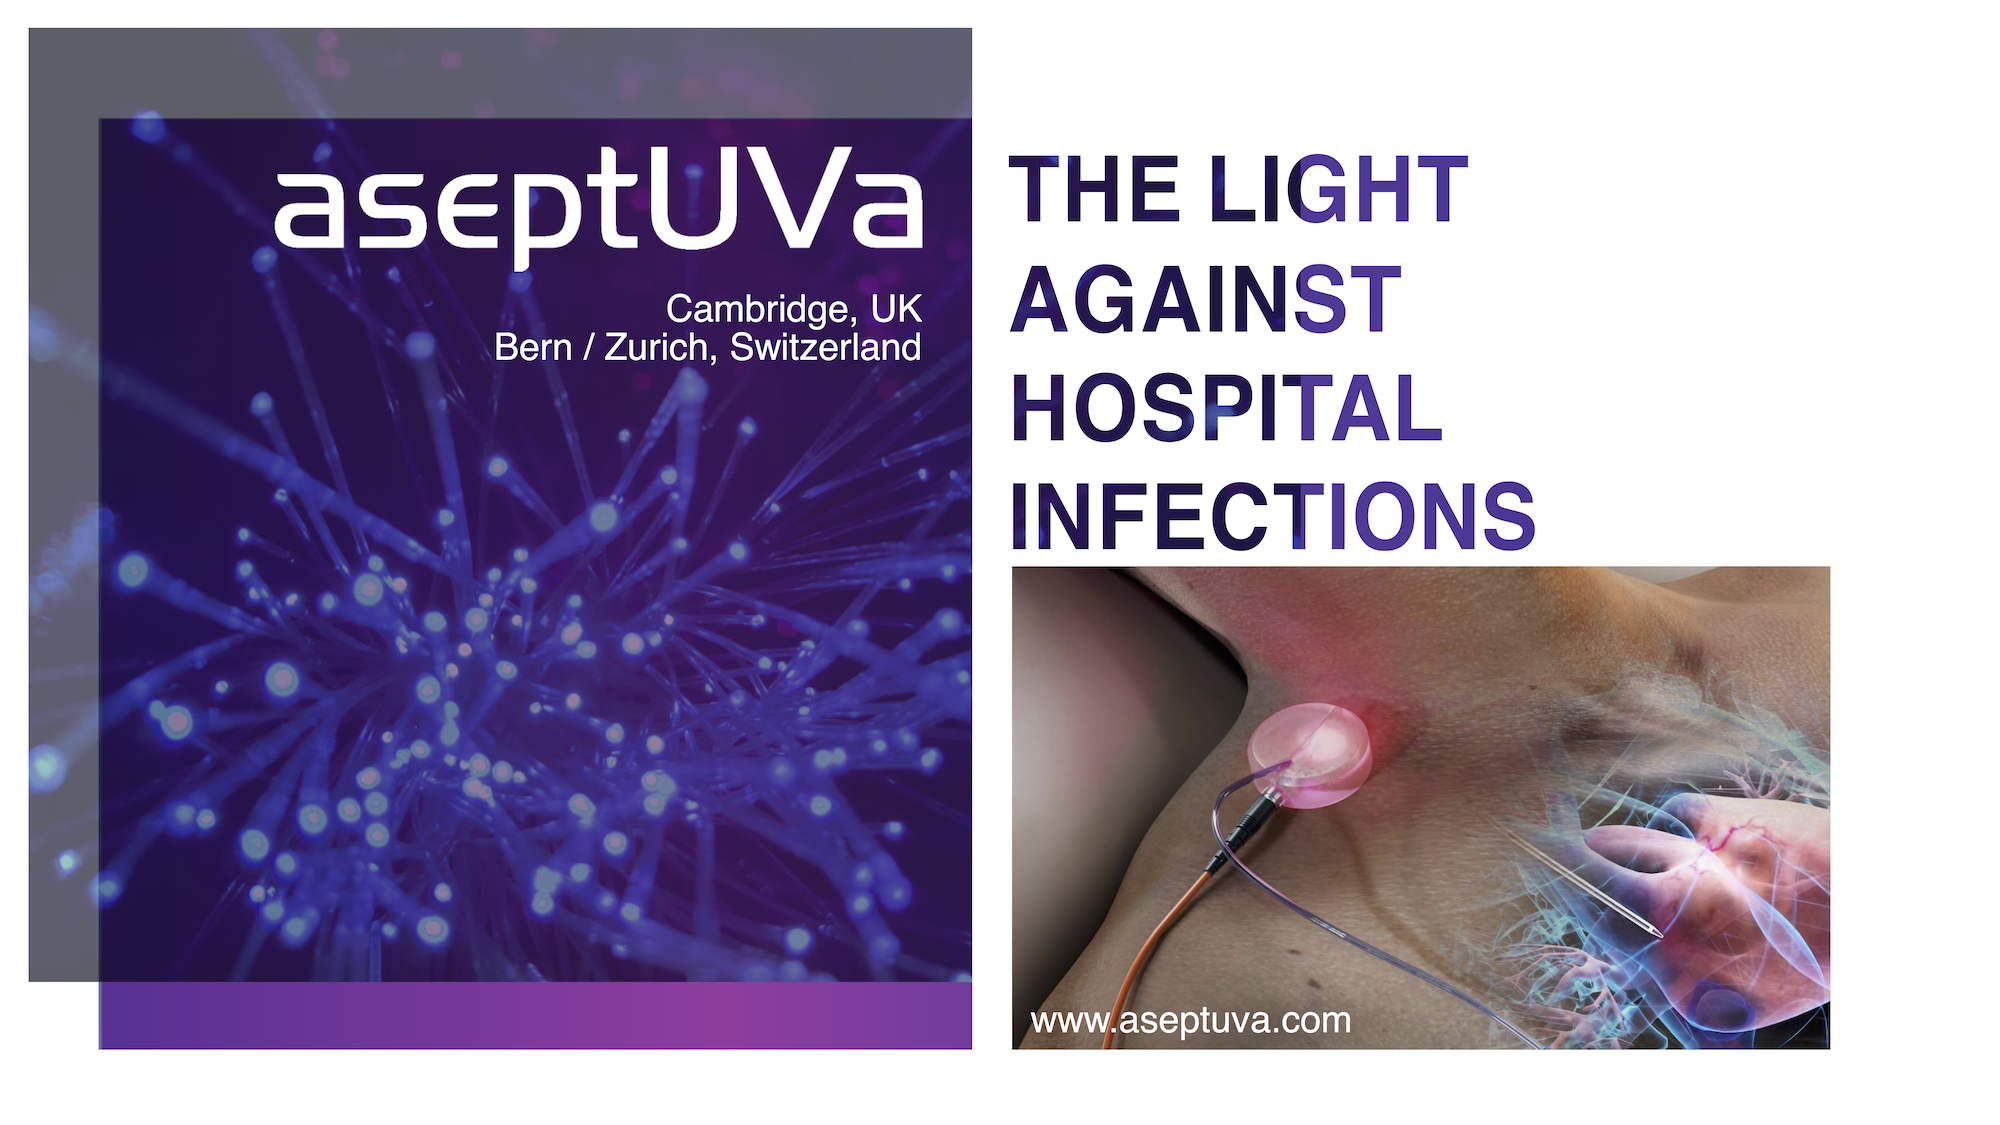 aseptUVa
Cambridge, UK
Bern / Zurich, Switzerland
THE LIGHT
AGAINST
HOSPITAL
INFECTIONS
www.aseptuva.com